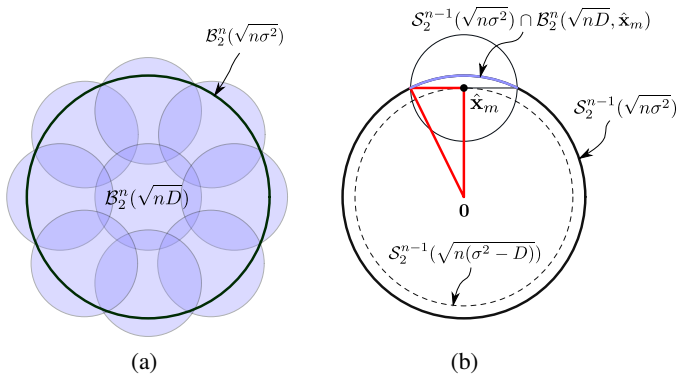 $\mathcal{B}_2^n(\sqrt{n\sigma^2})$
$\mathcal{B}_2^n(\sqrt{nD})$
(a)
$\mathcal{S}_2^{n-1}(\sqrt{n\sigma^2}) \cap \mathcal{B}_2^n(\sqrt{nD}, \hat{\mathbf{x}}_m)$
$\hat{\mathbf{x}}_m$
$\mathcal{S}_2^{n-1}(\sqrt{n\sigma^2})$
$\mathbf{0}$
$\mathcal{S}_2^{n-1}(\sqrt{n(\sigma^2 - D)})$
(b)